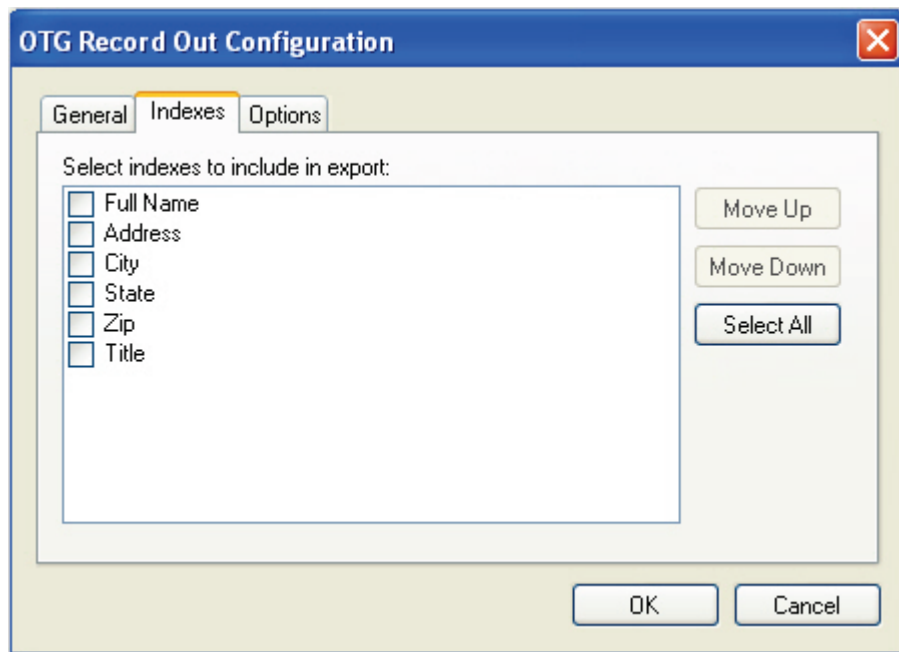 OTG Record Out Configuration
General Indexes Options
Select indexes to include in export:
Full Name
Address
City
State
Zip
Title
Move Up
Move Down
Select All
OK Cancel